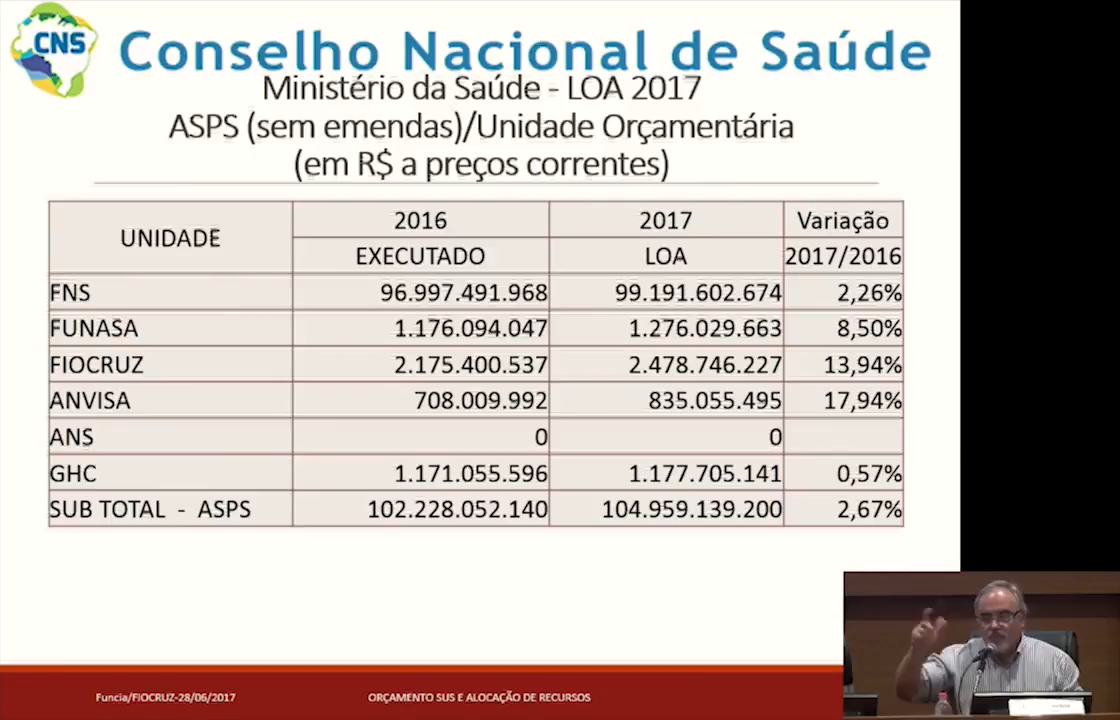 CNS
Conselho Nacional de Saúde
Ministério da Saúde - LOA 2017
ASPS (sem emendas)/Unidade Orçamentária
(em R$ a preços correntes)
UNIDADE 2016 2017 Variação
EXECUTADO LOA 2017/2016
FNS 96.997.491.968 99.191.602.674 2,26%
FUNASA 1.176.094.047 1.276.029.663 8,50%
FIOCRUZ 2.175.400.537 2.478.746.227 13,94%
ANVISA 708.009.992 835.055.495 17,94%
ANS 0 0
GHC 1.171.055.596 1.177.705.141 0,57%
SUB TOTAL - ASPS 102.228.052.140 104.959.139.200 2,67%
Funcia/FIOCRUZ-28/06/2017 ORÇAMENTO SUS E ALOCAÇÃO DE RECURSOS